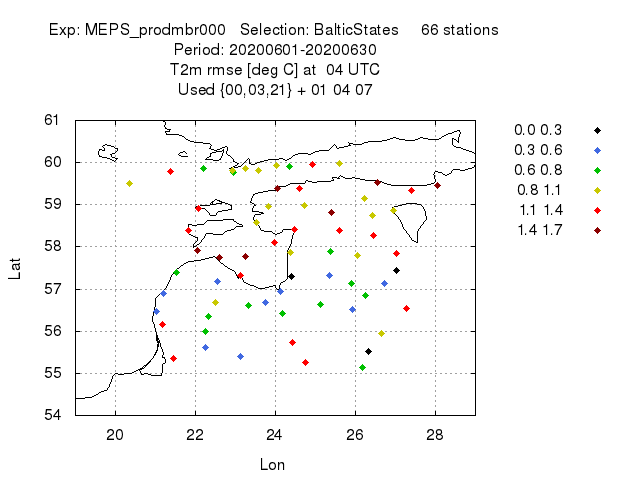 Exp: MEPS_prodmbr000 Selection: BalticStates 66 stations
Period: 20200601-20200630
T2m rmse [deg C] at 04 UTC
Used {00,03,21} + 01 04 07
61
60
59
58
57
56
55
54
Lat
20 22 24 26 28
Lon
0.0 0.3
0.3 0.6
0.6 0.8
0.8 1.1
1.1 1.4
1.4 1.7